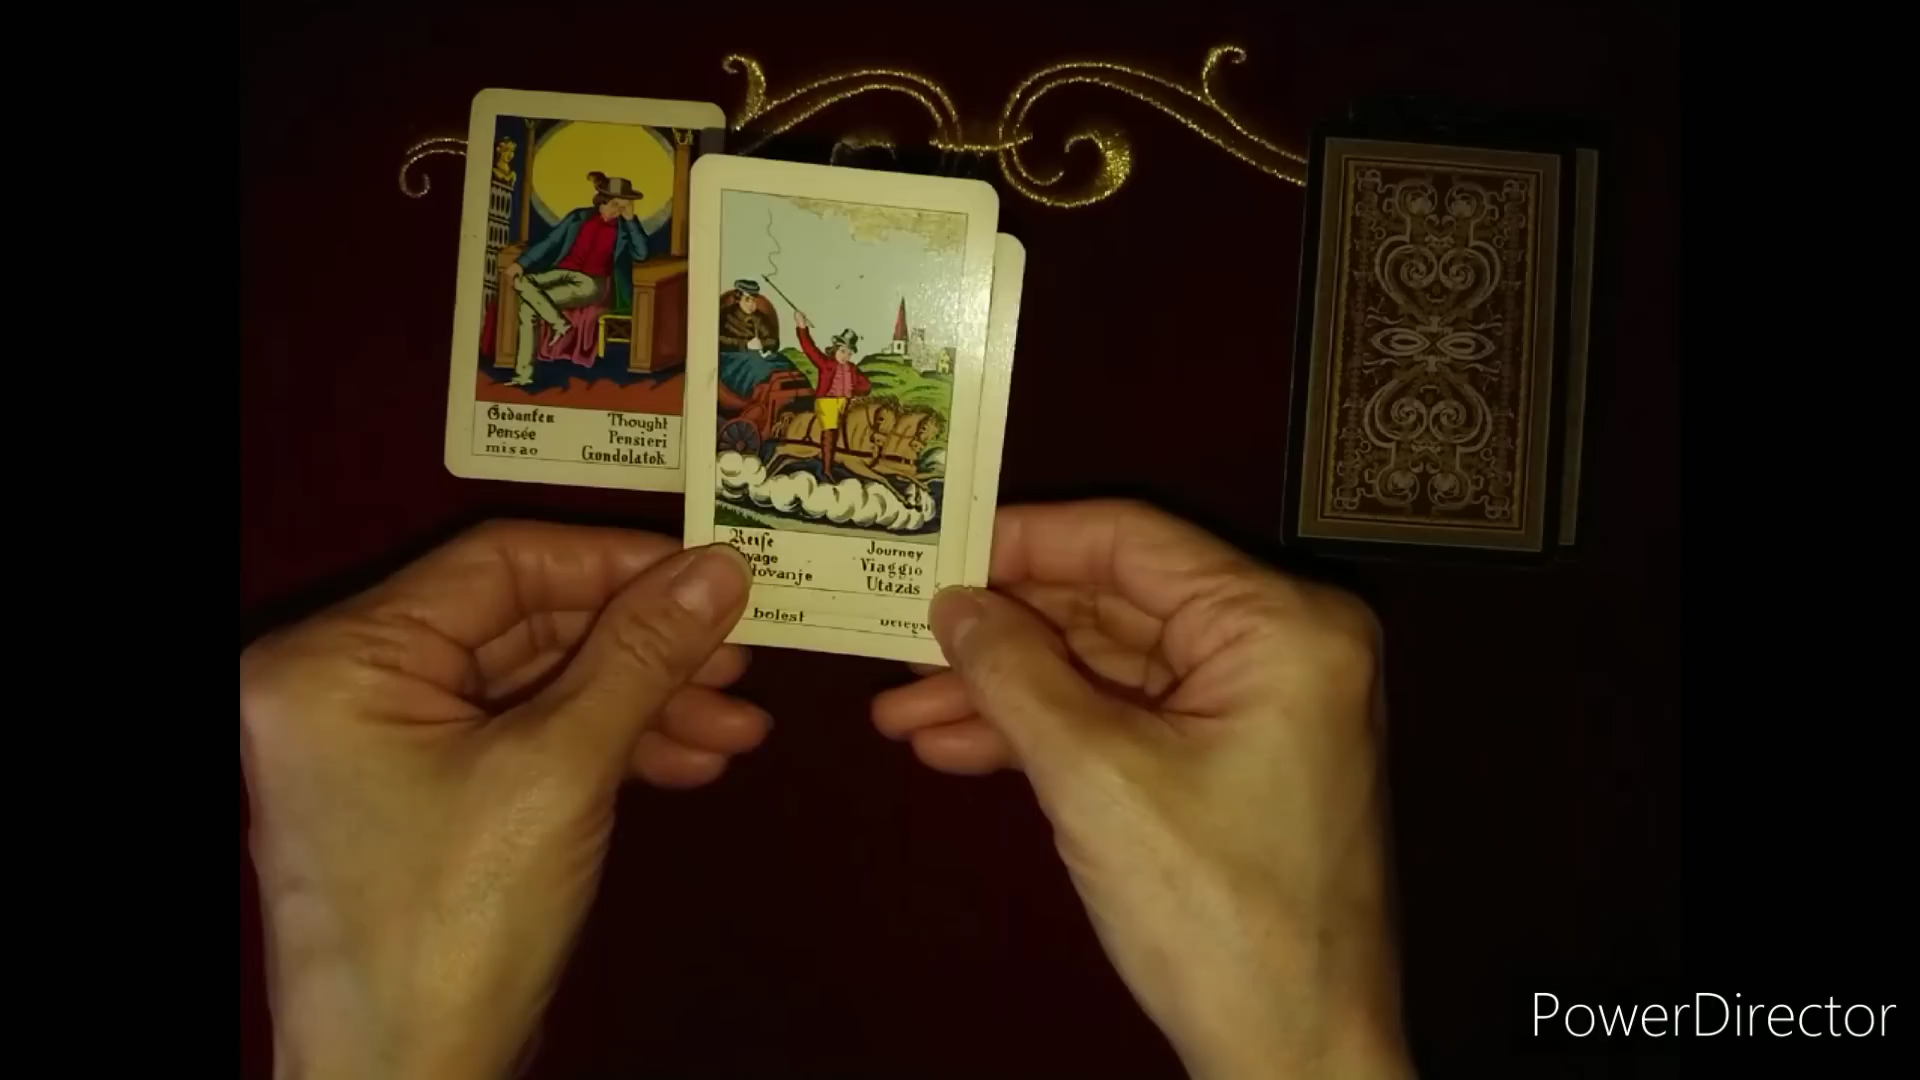 Gedanken Thought
Pensée Pensieri
misao Gondolatok
Reise Journey
Viaggio
Utazás
bolest
PowerDirector